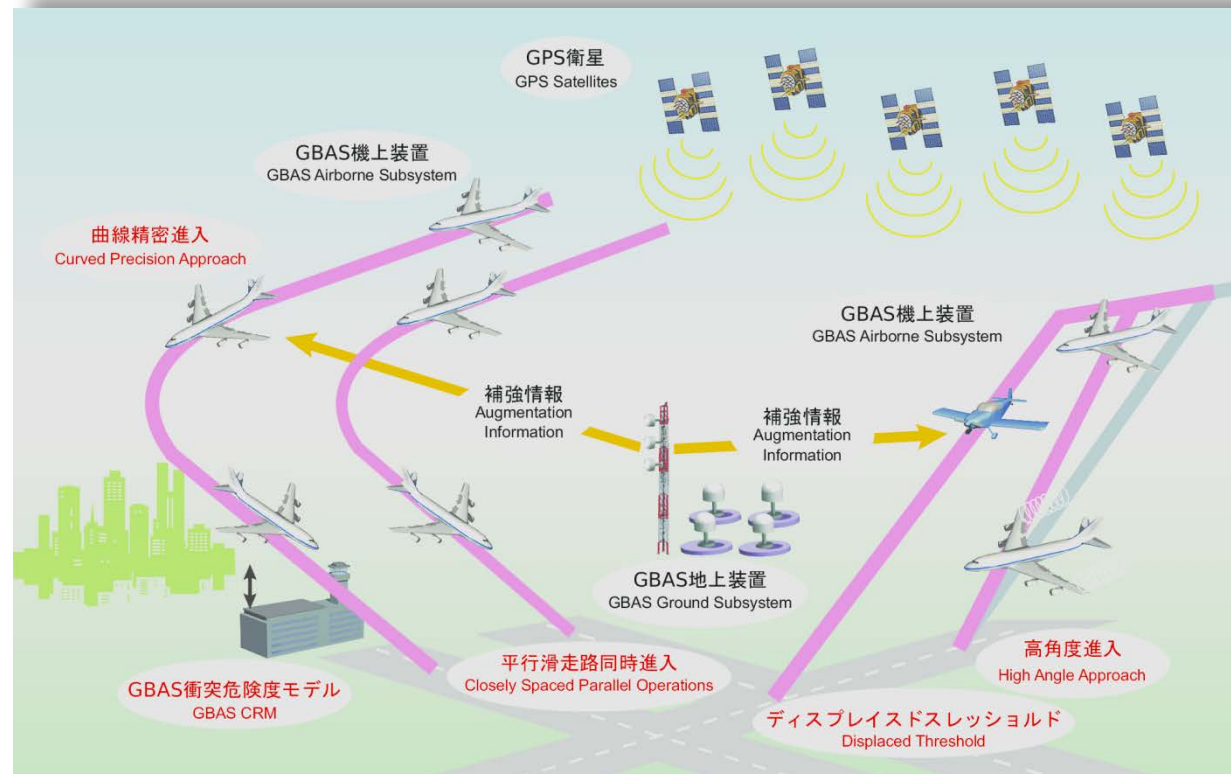 GPS衛星
GPS Satellites
GBAS機上装置
GBAS Airborne Subsystem
曲線精密進入
Curved Precision Approach
GBAS機上装置
GBAS Airborne Subsystem
補強情報
Augmentation
Information
補強情報
Augmentation
Information
GBAS地上装置
GBAS Ground Subsystem
GBAS衝突危険度モデル
GBAS CRM
平行滑走路同時進入
Closely Spaced Parallel Operations
高角度進入
High Angle Approach
ディスプレイスドスレッショルド
Displaced Threshold